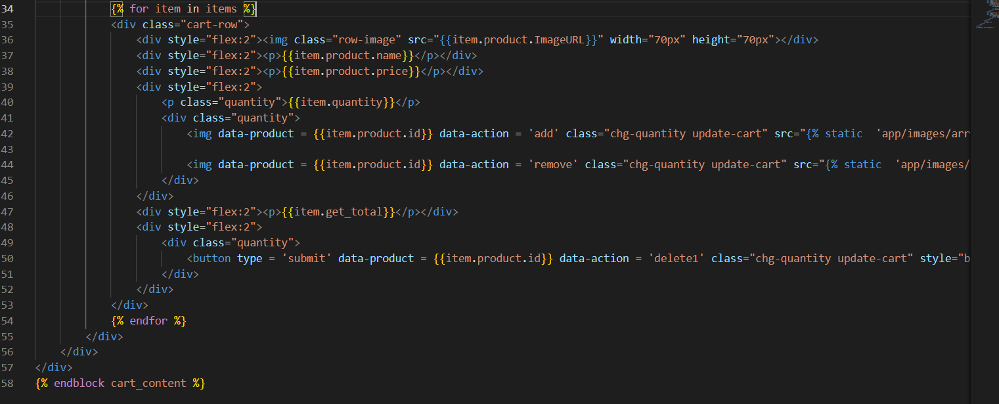 34 {% for item in items %}
35 <div class="cart-row">
36 <div style="flex:2"><img class="row-image" src="{{item.product.ImageURL}}" width="70px" height="70px"></div>
37 <div style="flex:2"><p>{{item.product.name}}</p></div>
38 <div style="flex:2"><p>{{item.product.price}}</p></div>
39 <div style="flex:2">
40 <p class="quantity">{{item.quantity}}</p>
41 <div class="quantity">
42 <img data-product = {{item.product.id}} data-action = 'add' class="chg-quantity update-cart" src="{% static  'app/images/arr
43
44 <img data-product = {{item.product.id}} data-action = 'remove' class="chg-quantity update-cart" src="{% static  'app/images/
45 </div>
46 </div>
47 <div style="flex:2"><p>{{item.get_total}}</p></div>
48 <div style="flex:2">
49 <div class="quantity">
50 <button type = 'submit' data-product = {{item.product.id}} data-action = 'delete1' class="chg-quantity update-cart" style="b
51 </div>
52 </div>
53 </div>
54 {% endfor %}
55 </div>
56 </div>
57 </div>
58 {% endblock cart_content %}